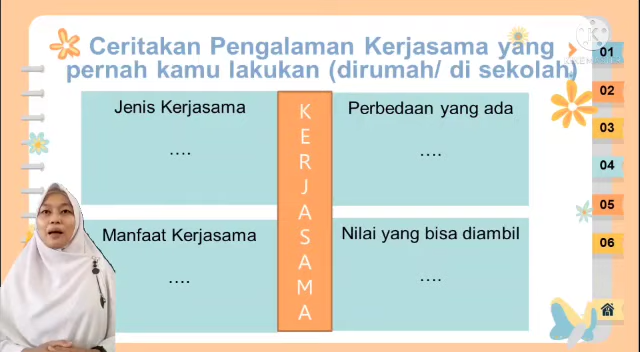 Ceritakan Pengalaman Kerjasama yang
pernah kamu lakukan (dirumah/ di sekolah)
Jenis Kerjasama
....
Perbedaan yang ada
....
KERJASAMA
Manfaat Kerjasama
....
Nilai yang bisa diambil
....
01
02
03
04
05
06